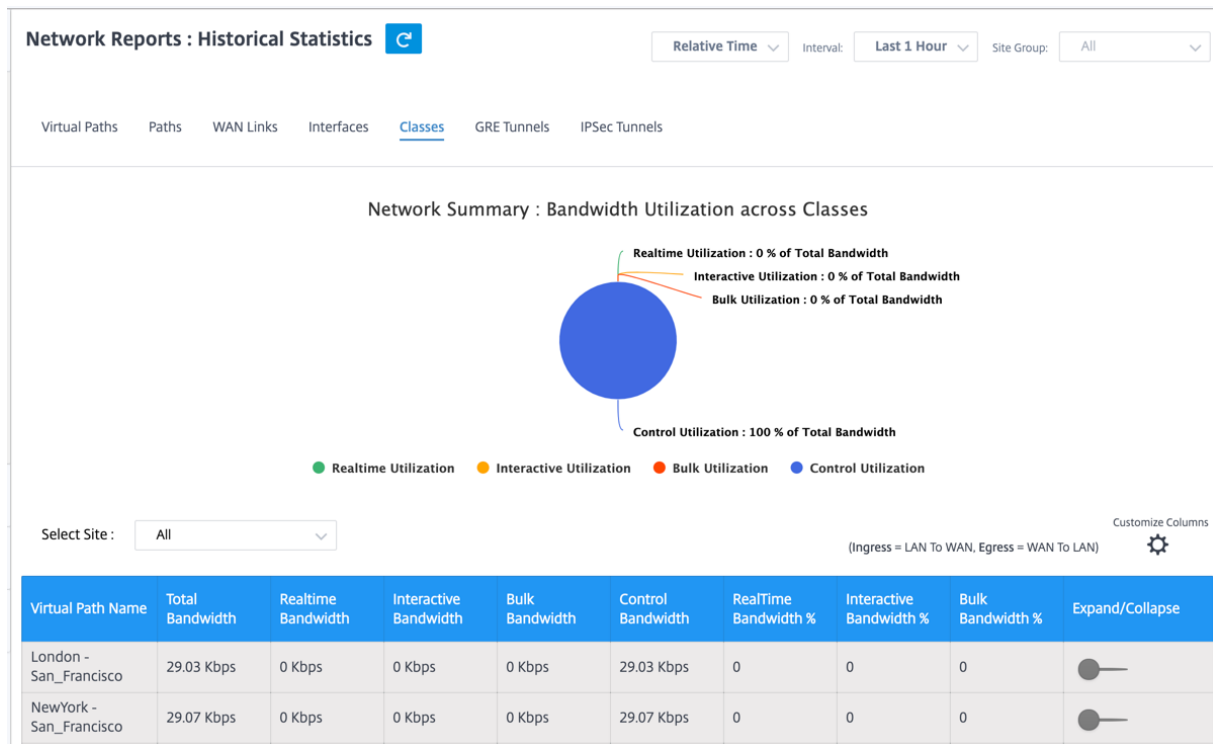 Network Reports : Historical Statistics
Relative Time
Interval:
Last 1 Hour
Site Group:
All
Virtual Paths
Paths
WAN Links
Interfaces
Classes
GRE Tunnels
IPSec Tunnels
Network Summary : Bandwidth Utilization across Classes
Realtime Utilization : 0 % of Total Bandwidth
Interactive Utilization : 0 % of Total Bandwidth
Bulk Utilization : 0 % of Total Bandwidth
Control Utilization : 100 % of Total Bandwidth
Realtime Utilization
Interactive Utilization
Bulk Utilization
Control Utilization
Select Site :
All
Customize Columns
(Ingress = LAN To WAN, Egress = WAN To LAN)
Virtual Path Name
Total
Bandwidth
Realtime
Bandwidth
Interactive
Bandwidth
Bulk
Bandwidth
Control
Bandwidth
RealTime
Bandwidth %
Interactive
Bandwidth %
Bulk
Bandwidth %
Expand/Collapse
London -
San_Francisco
29.03 Kbps
0 Kbps
0 Kbps
0 Kbps
29.03 Kbps
0
0
0
NewYork -
San_Francisco
29.07 Kbps
0 Kbps
0 Kbps
0 Kbps
29.07 Kbps
0
0
0